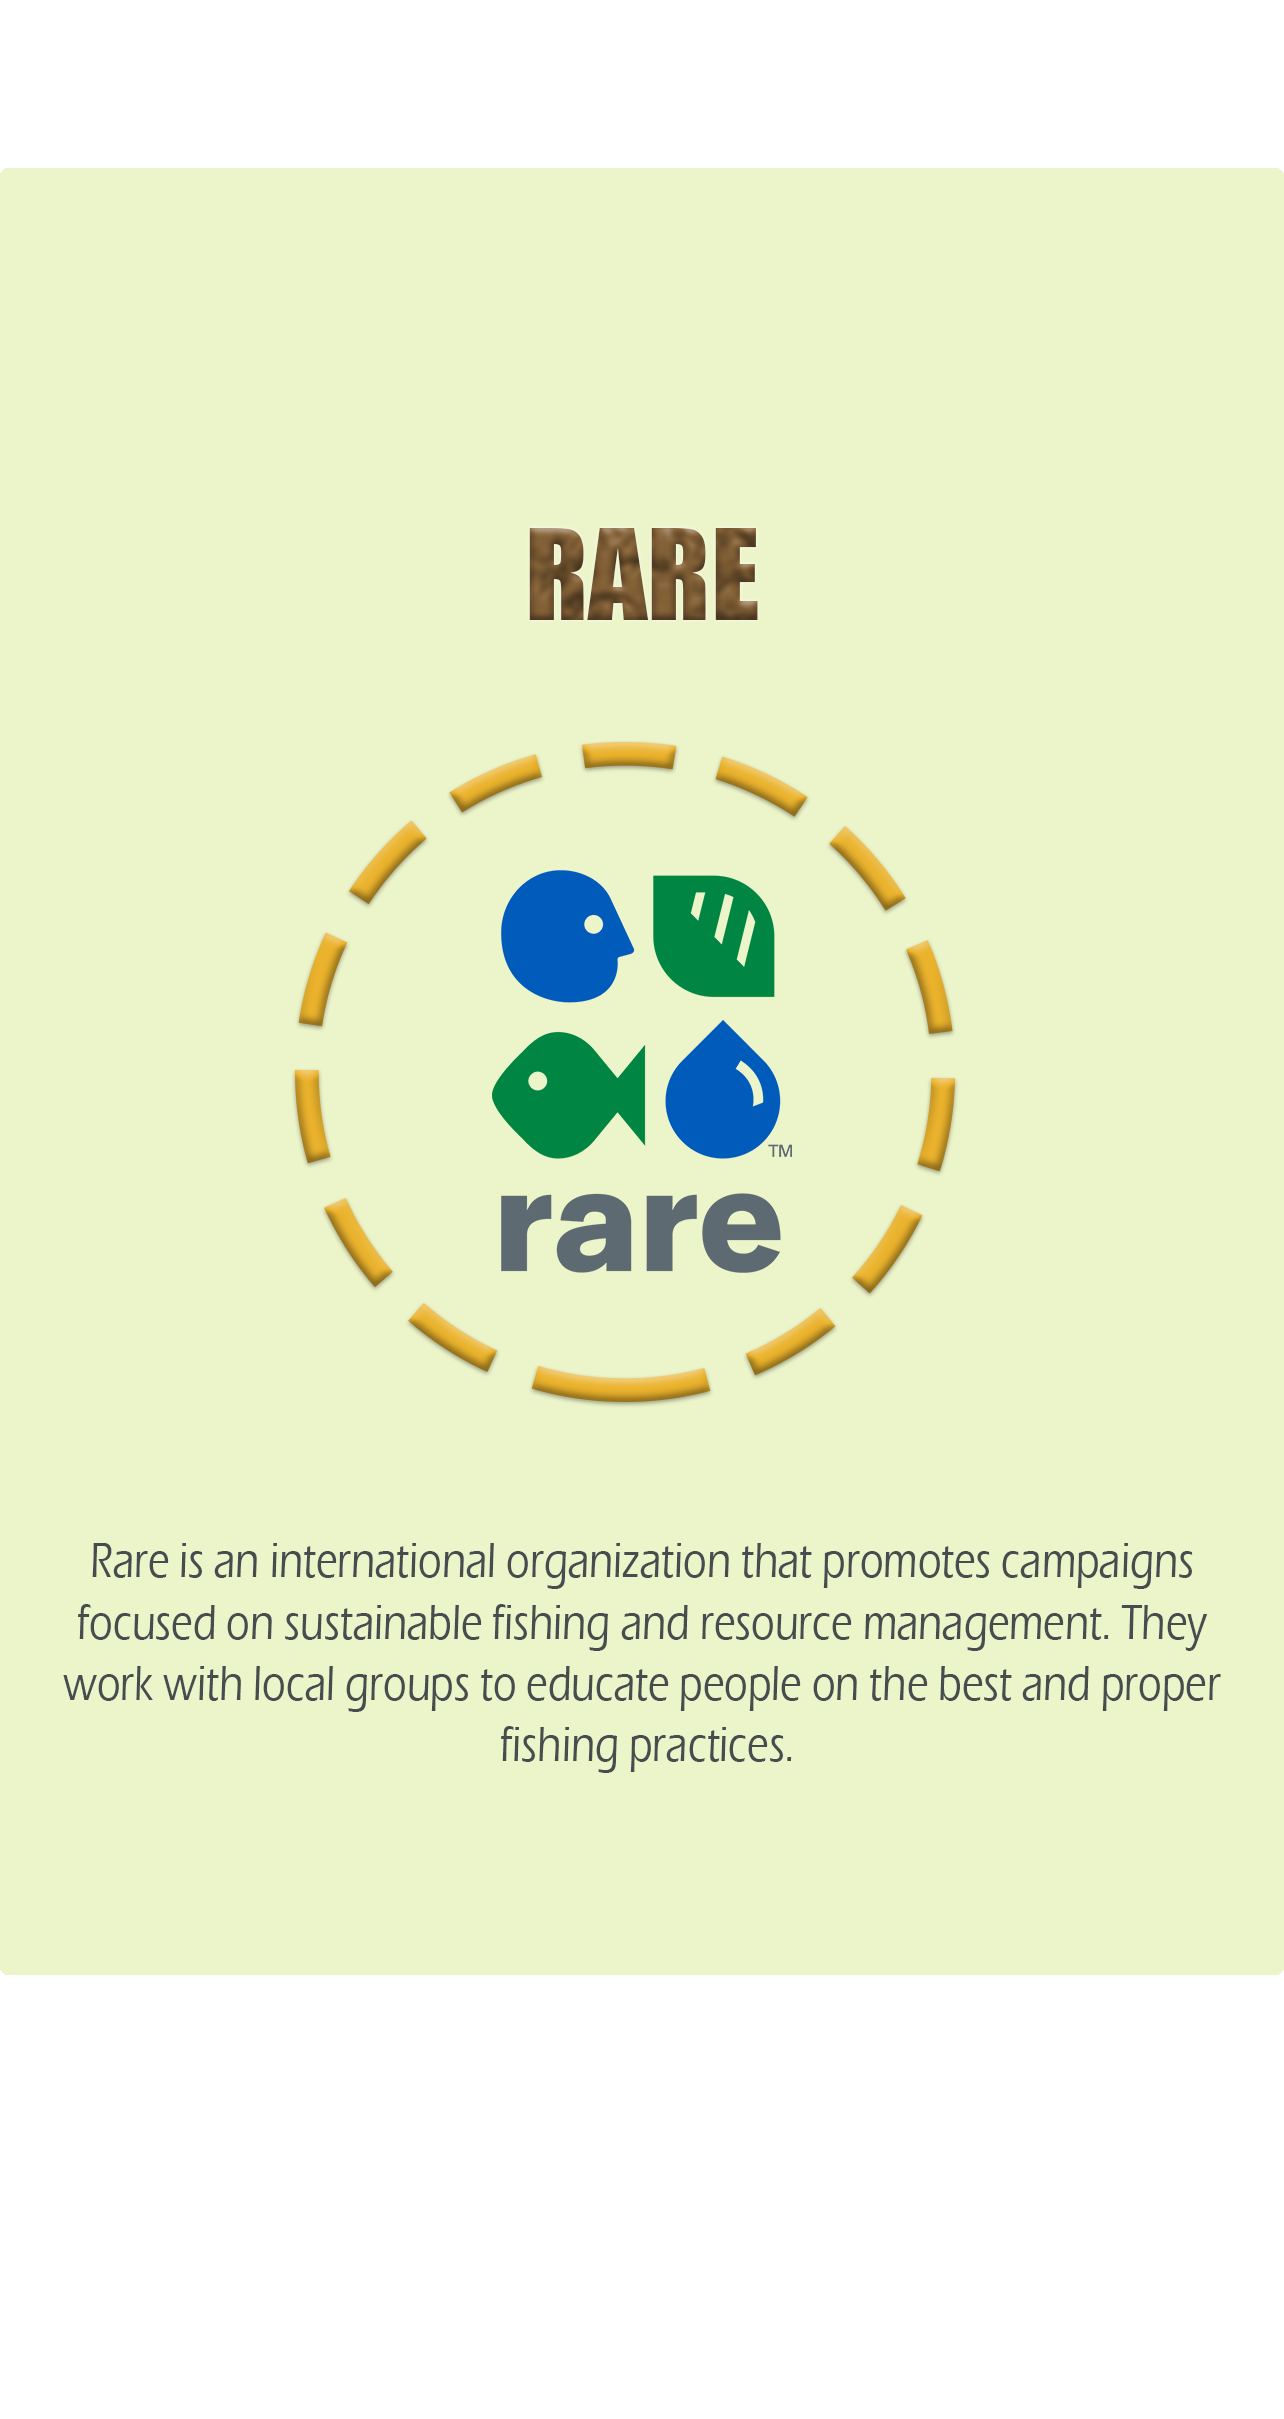 RARE
TM
rare
Rare is an international organization that promotes campaigns
focused on sustainable fishing and resource management. They
work with local groups to educate people on the best and proper
fishing practices.